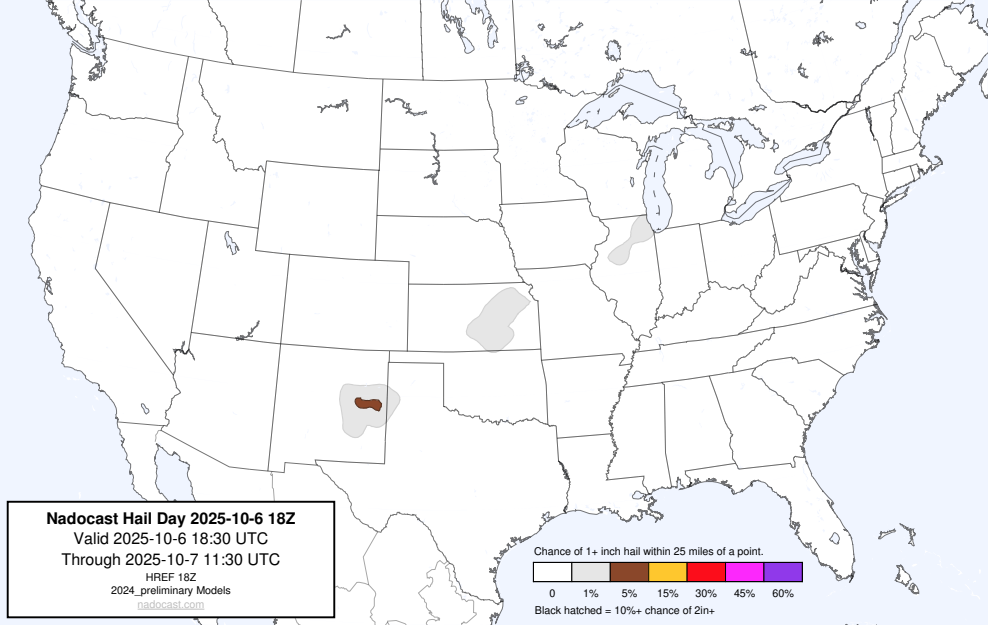 Nadocast Hail Day 2025-10-6 18Z
Valid 2025-10-6 18:30 UTC
Through 2025-10-7 11:30 UTC
HREF 18Z
2024_preliminary Models
nadocast.com
Chance of 1+ inch hail within 25 miles of a point.
0 1% 5% 15% 30% 45% 60%
Black hatched = 10%+ chance of 2in+